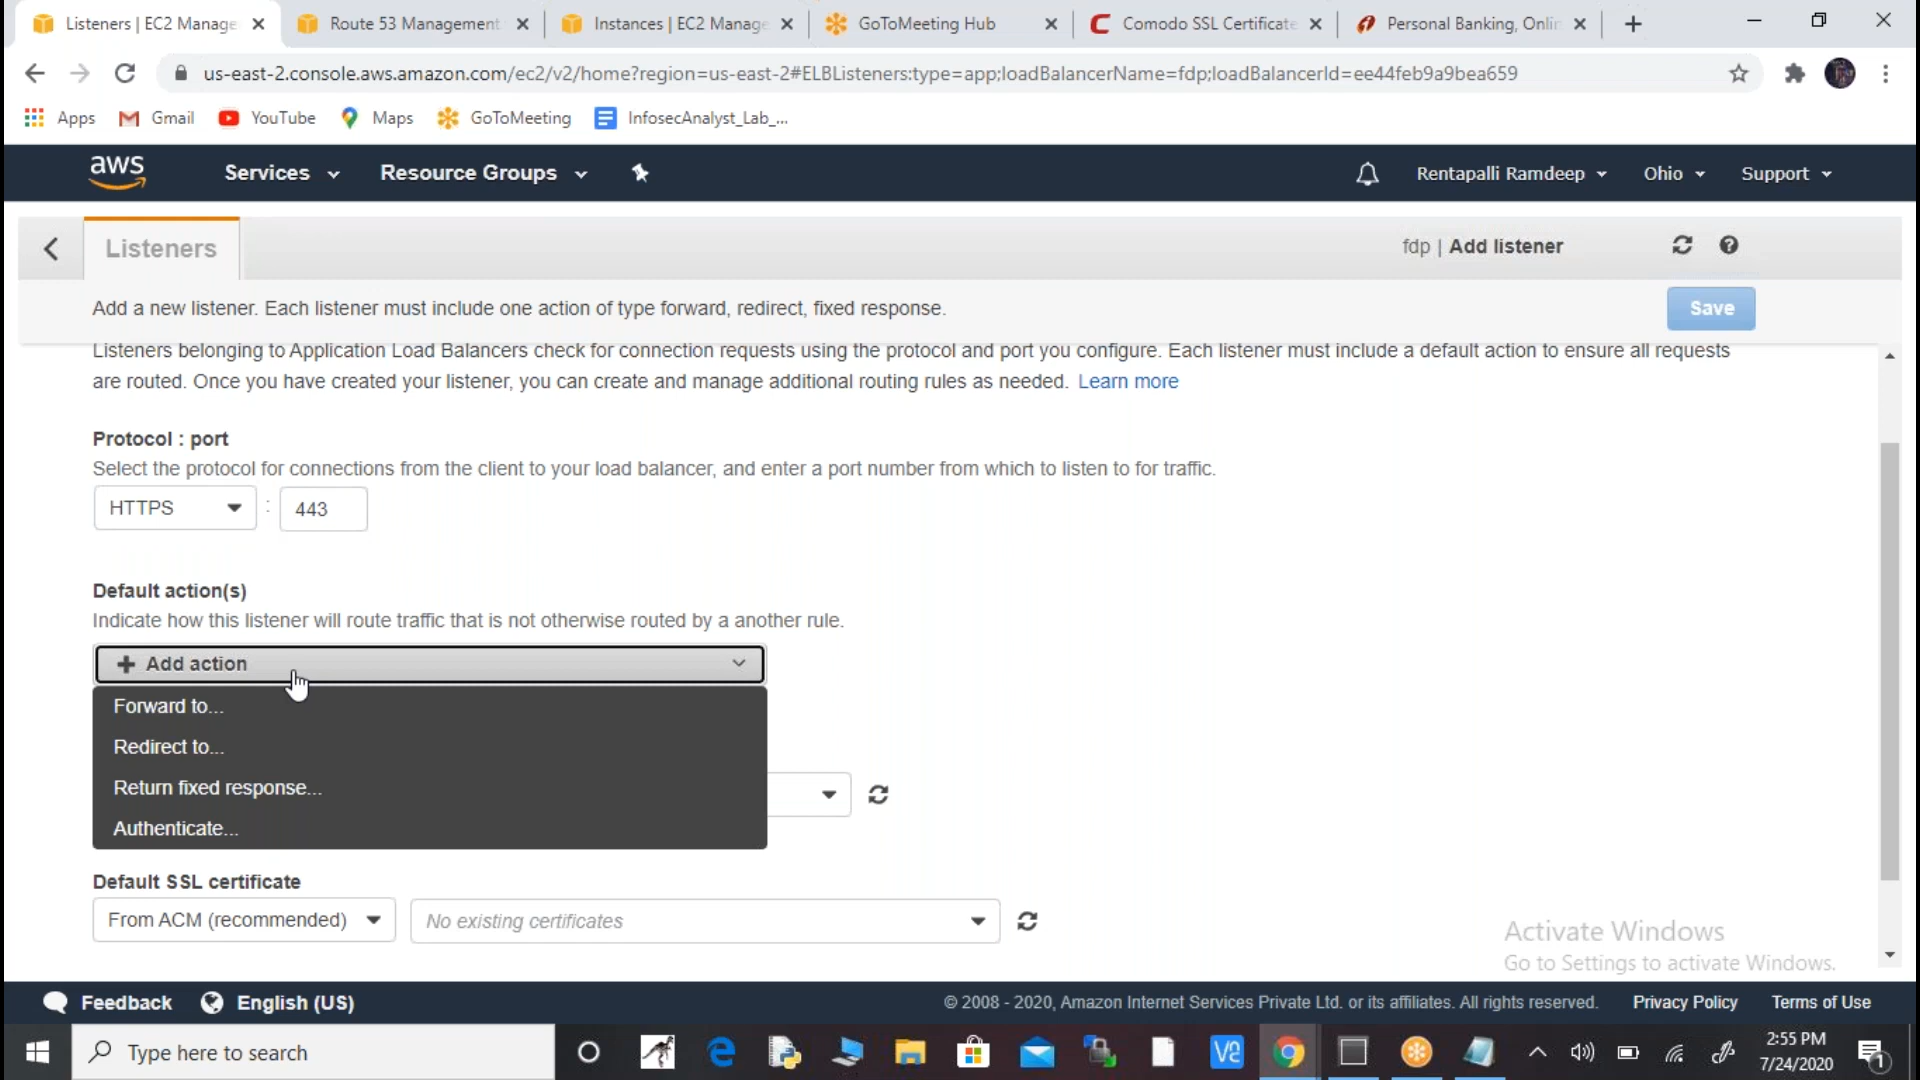 Listeners | EC2 Manage
Route 53 Management
Instances | EC2 Manage
GoToMeeting Hub
Comodo SSL Certificate
Personal Banking, Onlin
us-east-2.console.aws.amazon.com/ec2/v2/home?region=us-east-2#ELBListeners:type=app;loadBalancerName=fdp;loadBalancerId=ee44feb9a9bea659
Apps
Gmail
YouTube
Maps
GoToMeeting
InfosecAnalyst_Lab_...
aws
Services
Resource Groups
Rentapalli Ramdeep
Ohio
Support
Listeners
fdp | Add listener
Add a new listener. Each listener must include one action of type forward, redirect, fixed response.
Save
Listeners belonging to Application Load Balancers check for connection requests using the protocol and port you configure. Each listener must include a default action to ensure all requests
are routed. Once you have created your listener, you can create and manage additional routing rules as needed. Learn more
Protocol : port
Select the protocol for connections from the client to your load balancer, and enter a port number from which to listen to for traffic.
HTTPS : 443
Default action(s)
Indicate how this listener will route traffic that is not otherwise routed by a another rule.
Add action
Forward to...
Redirect to...
Return fixed response...
Authenticate...
Default SSL certificate
From ACM (recommended)
No existing certificates
Activate Windows
Go to Settings to activate Windows.
Feedback
English (US)
© 2008 - 2020, Amazon Internet Services Private Ltd. or its affiliates. All rights reserved.
Privacy Policy
Terms of Use
Type here to search
2:55 PM
7/24/2020
1